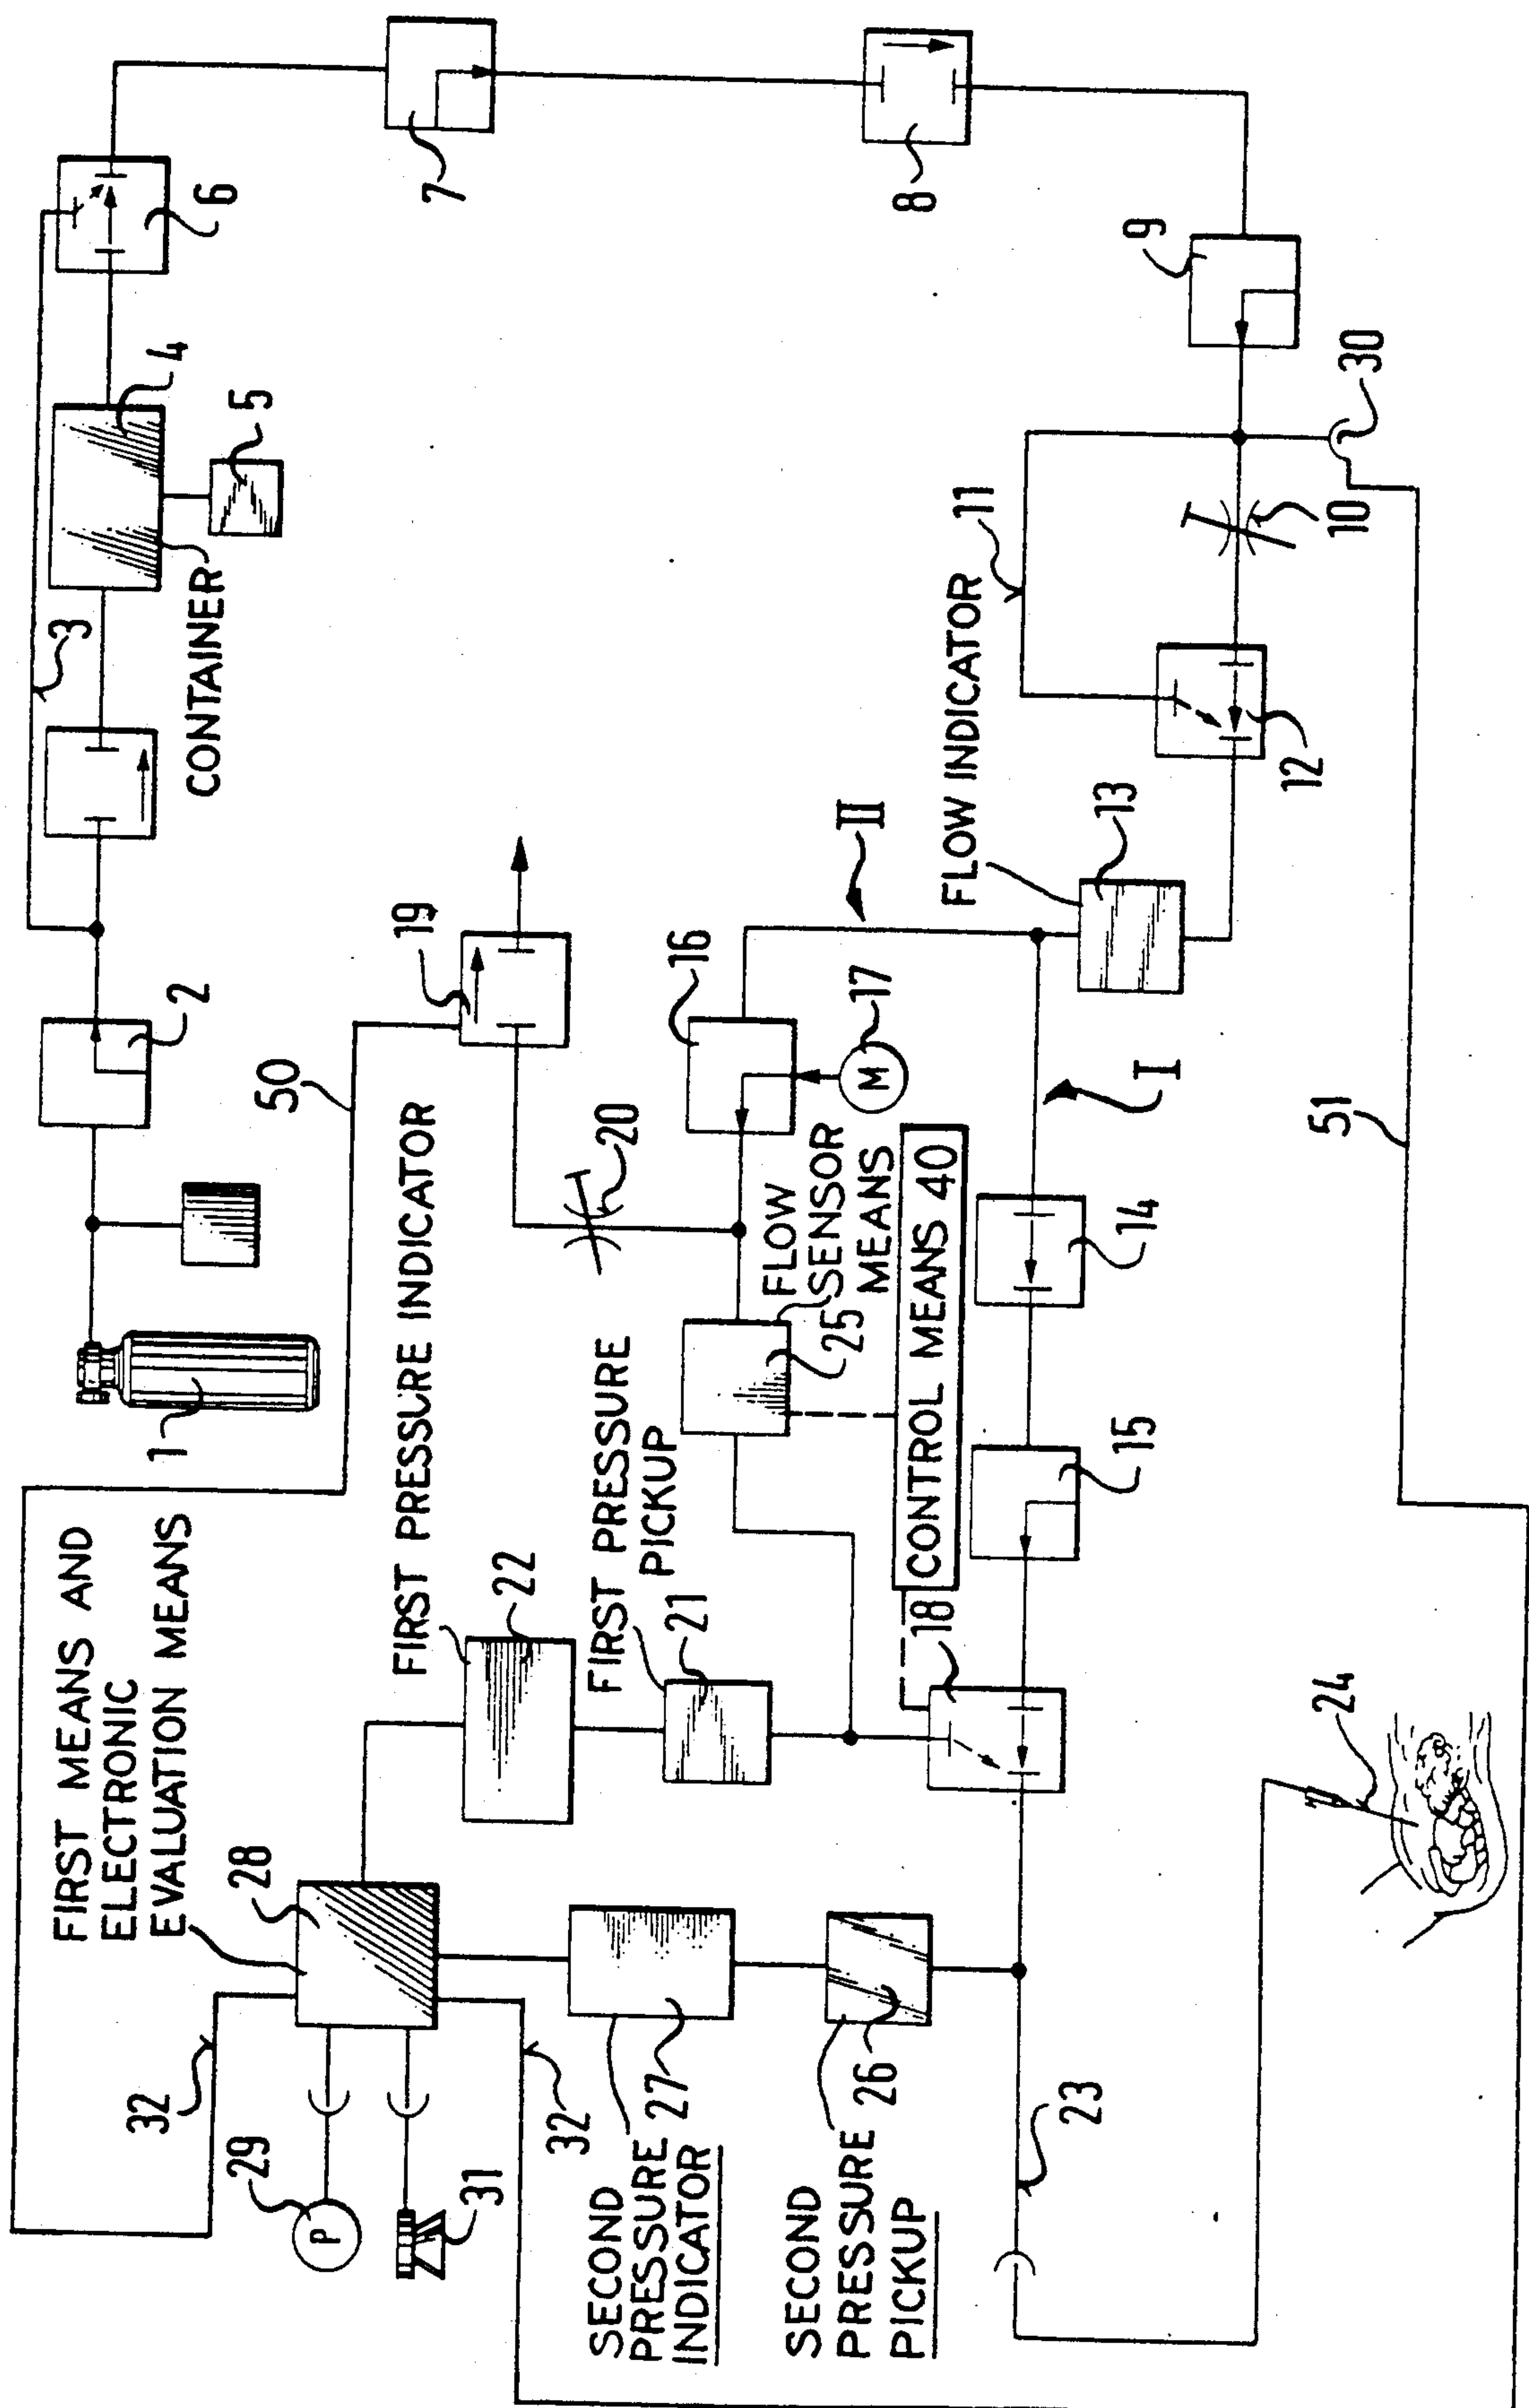 1
2
3
CONTAINER
4
5
6
7
8
9
30
10
11
12
FLOW INDICATOR
13
II
I
16
17
M
19
50
20
FLOW
SENSOR
MEANS
25
CONTROL MEANS 40
14
15
18
51
FIRST PRESSURE INDICATOR
22
FIRST PRESSURE
PICKUP
21
FIRST MEANS AND
ELECTRONIC
EVALUATION MEANS
28
32
29
P
31
32
SECOND
PRESSURE
INDICATOR
27
SECOND
PRESSURE
PICKUP
26
23
24